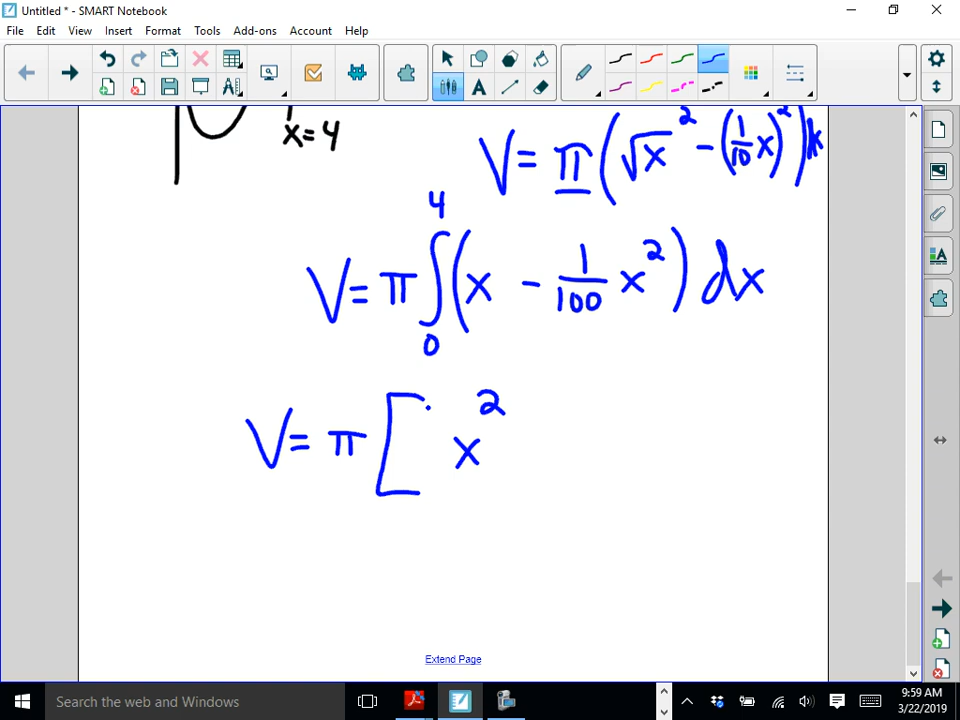 Untitled * - SMART Notebook
File Edit View Insert Format Tools Add-ons Account Help
x=4
V= π(√x² - (1/10 x)²)dx
V= π∫₀⁴(x - 1/100 x²) dx
V= π[ x²
Extend Page
Search the web and Windows
9:59 AM
3/22/2019